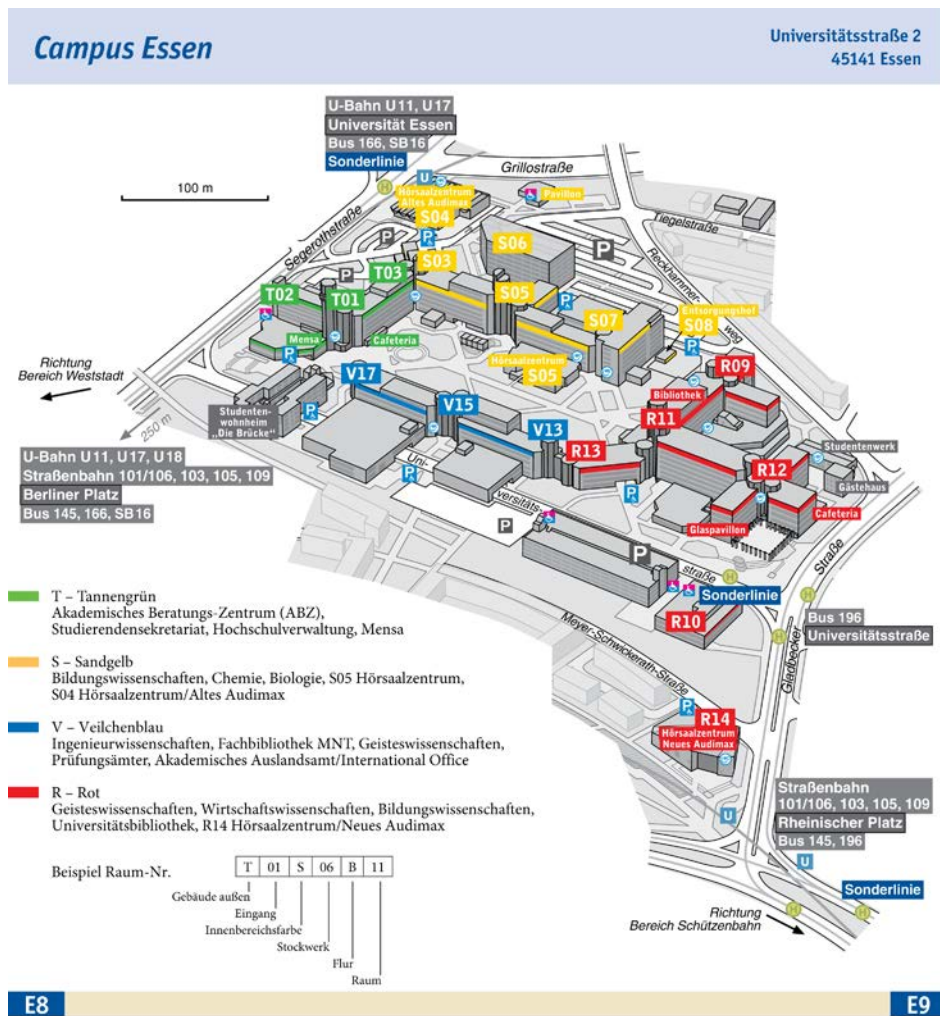 Campus Essen
Universitätsstraße 2
45141 Essen
U-Bahn U11, U17
Universität Essen
Bus 166, SB16
Sonderlinie
100 m
Grillostraße
Segerothstraße
U
H
Hörsaalzentrum
Altes Audimax
S04
Pavillon
Tiegelstraße
Reckhammer-
weg
P
P
P
P
S03
S06
T03
T02
T01
S05
S07
Entsorgungshof
S08
Mensa
Cafeteria
Hörsaalzentrum
S05
P
P
P
Richtung
Bereich Weststadt
V17
R09
Bibliothek
V15
R11
V13
R13
Studenten-
wohnheim
„Die Brücke“
P
250 m
Studentenwerk
R12
Gästehaus
U-Bahn U11, U17, U18
Straßenbahn 101/106, 103, 105, 109
Berliner Platz
Bus 145, 166, SB16
Uni-
versitäts-
straße
P
P
P
P
Glaspavillon
Cafeteria
H
Sonderlinie
H
Straße
Gladbecker
Bus 196
Universitätsstraße
H
R10
Meyer-Schwickerath-Straße
P
R14
Hörsaalzentrum
Neues Audimax
T – Tannengrün
Akademisches Beratungs-Zentrum (ABZ),
Studierendensekretariat, Hochschulverwaltung, Mensa
S – Sandgelb
Bildungswissenschaften, Chemie, Biologie, S05 Hörsaalzentrum,
S04 Hörsaalzentrum/Altes Audimax
V – Veilchenblau
Ingenieurwissenschaften, Fachbibliothek MNT, Geisteswissenschaften,
Prüfungsämter, Akademisches Auslandsamt/International Office
R – Rot
Geisteswissenschaften, Wirtschaftswissenschaften, Bildungswissenschaften,
Universitätsbibliothek, R14 Hörsaalzentrum/Neues Audimax
Straßenbahn
101/106, 103, 105, 109
Rheinischer Platz
Bus 145, 196
U
U
Sonderlinie
H
H
Richtung
Bereich Schützenbahn
Beispiel Raum-Nr.
T 01 S 06 B 11
Gebäude außen
Eingang
Innenbereichsfarbe
Stockwerk
Flur
Raum
E8
E9